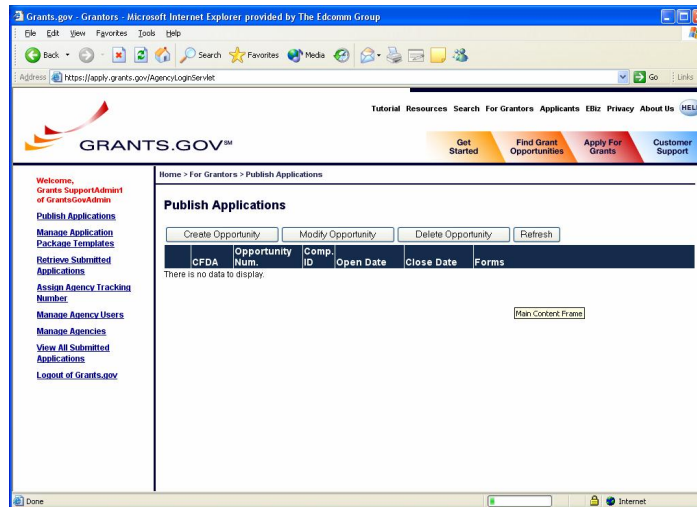 Grants.gov - Grantors - Microsoft Internet Explorer provided by The Edcomm Group
File Edit View Favorites Tools Help
Back Search Favorites Media
Address https://apply.grants.gov/AgencyLoginServlet Go Links
Tutorial Resources Search For Grantors Applicants EBiz Privacy About Us HEL
GRANTS.GOV℠
Get Started
Find Grant Opportunities
Apply For Grants
Customer Support
Home > For Grantors > Publish Applications
Welcome,
Grants SupportAdmin1
of GrantsGovAdmin
Publish Applications
Manage Application
Package Templates
Retrieve Submitted
Applications
Assign Agency Tracking
Number
Manage Agency Users
Manage Agencies
View All Submitted
Applications
Logout of Grants.gov
Publish Applications
Create Opportunity Modify Opportunity Delete Opportunity Refresh
CFDA Opportunity Num. Comp. ID Open Date Close Date Forms
There is no data to display.
Main Content Frame
Done Internet